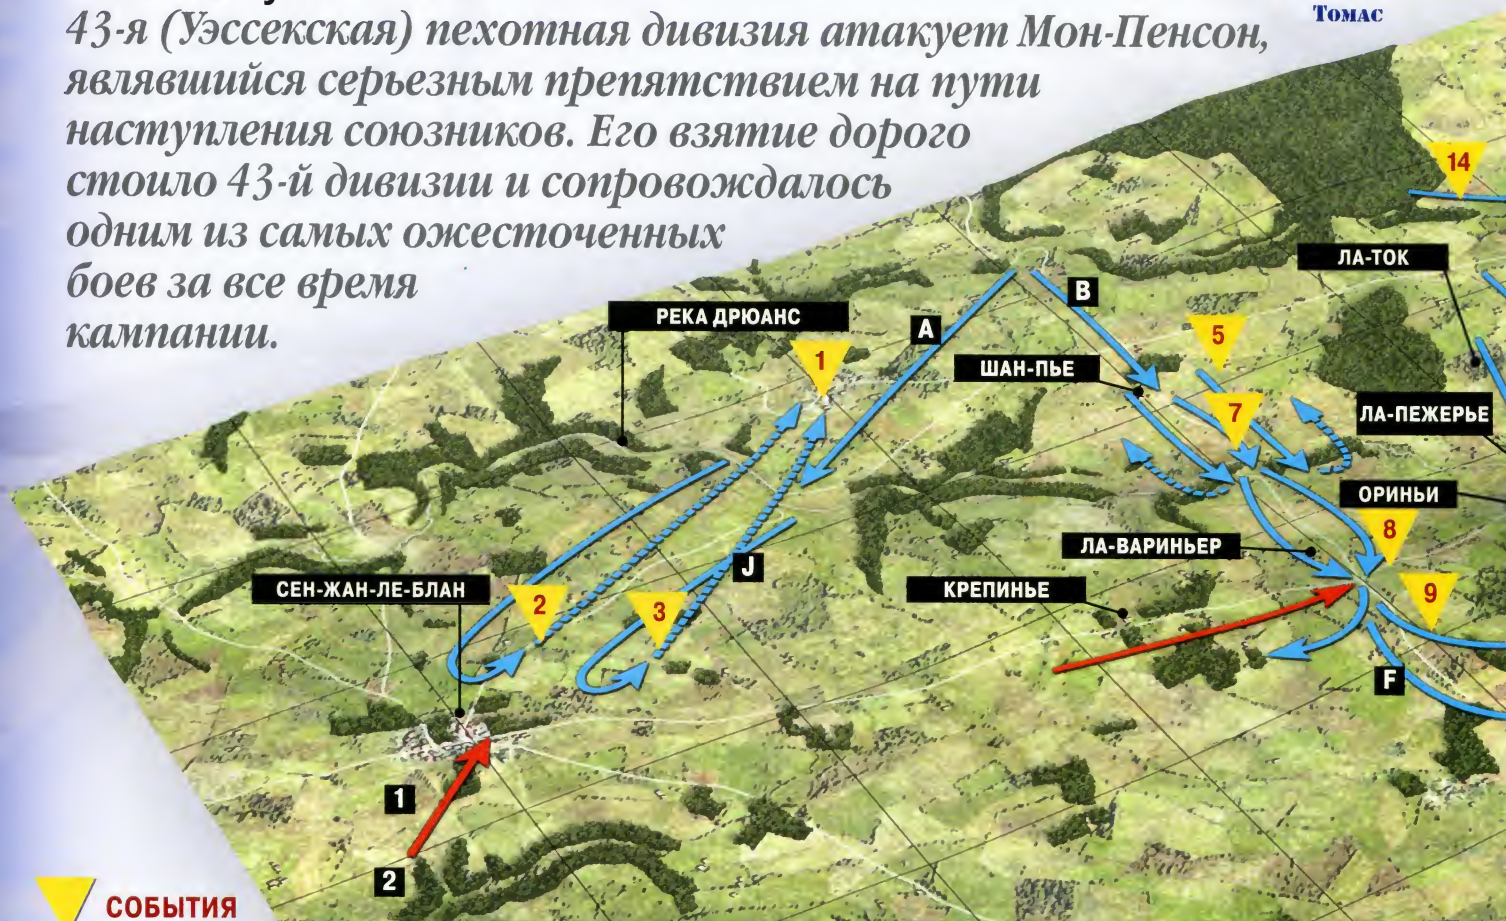 43-я (Уэссекская) пехотная дивизия атакует Мон-Пенсон,
являвшийся серьезным препятствием на пути
наступления союзников. Его взятие дорого
стоило 43-й дивизии и сопровождалось
одним из самых ожесточенных
боев за все время
кампании.
Томас
14
ЛА-ТОК
B
РЕКА ДРЮАНС
A
5
1
ШАН-ПЬЕ
7
ЛА-ПЕЖЕРЬЕ
ОРИНЬИ
8
ЛА-ВАРИНЬЕР
J
СЕН-ЖАН-ЛЕ-БЛАН
2
3
КРЕПИНЬЕ
9
F
1
2
СОБЫТИЯ